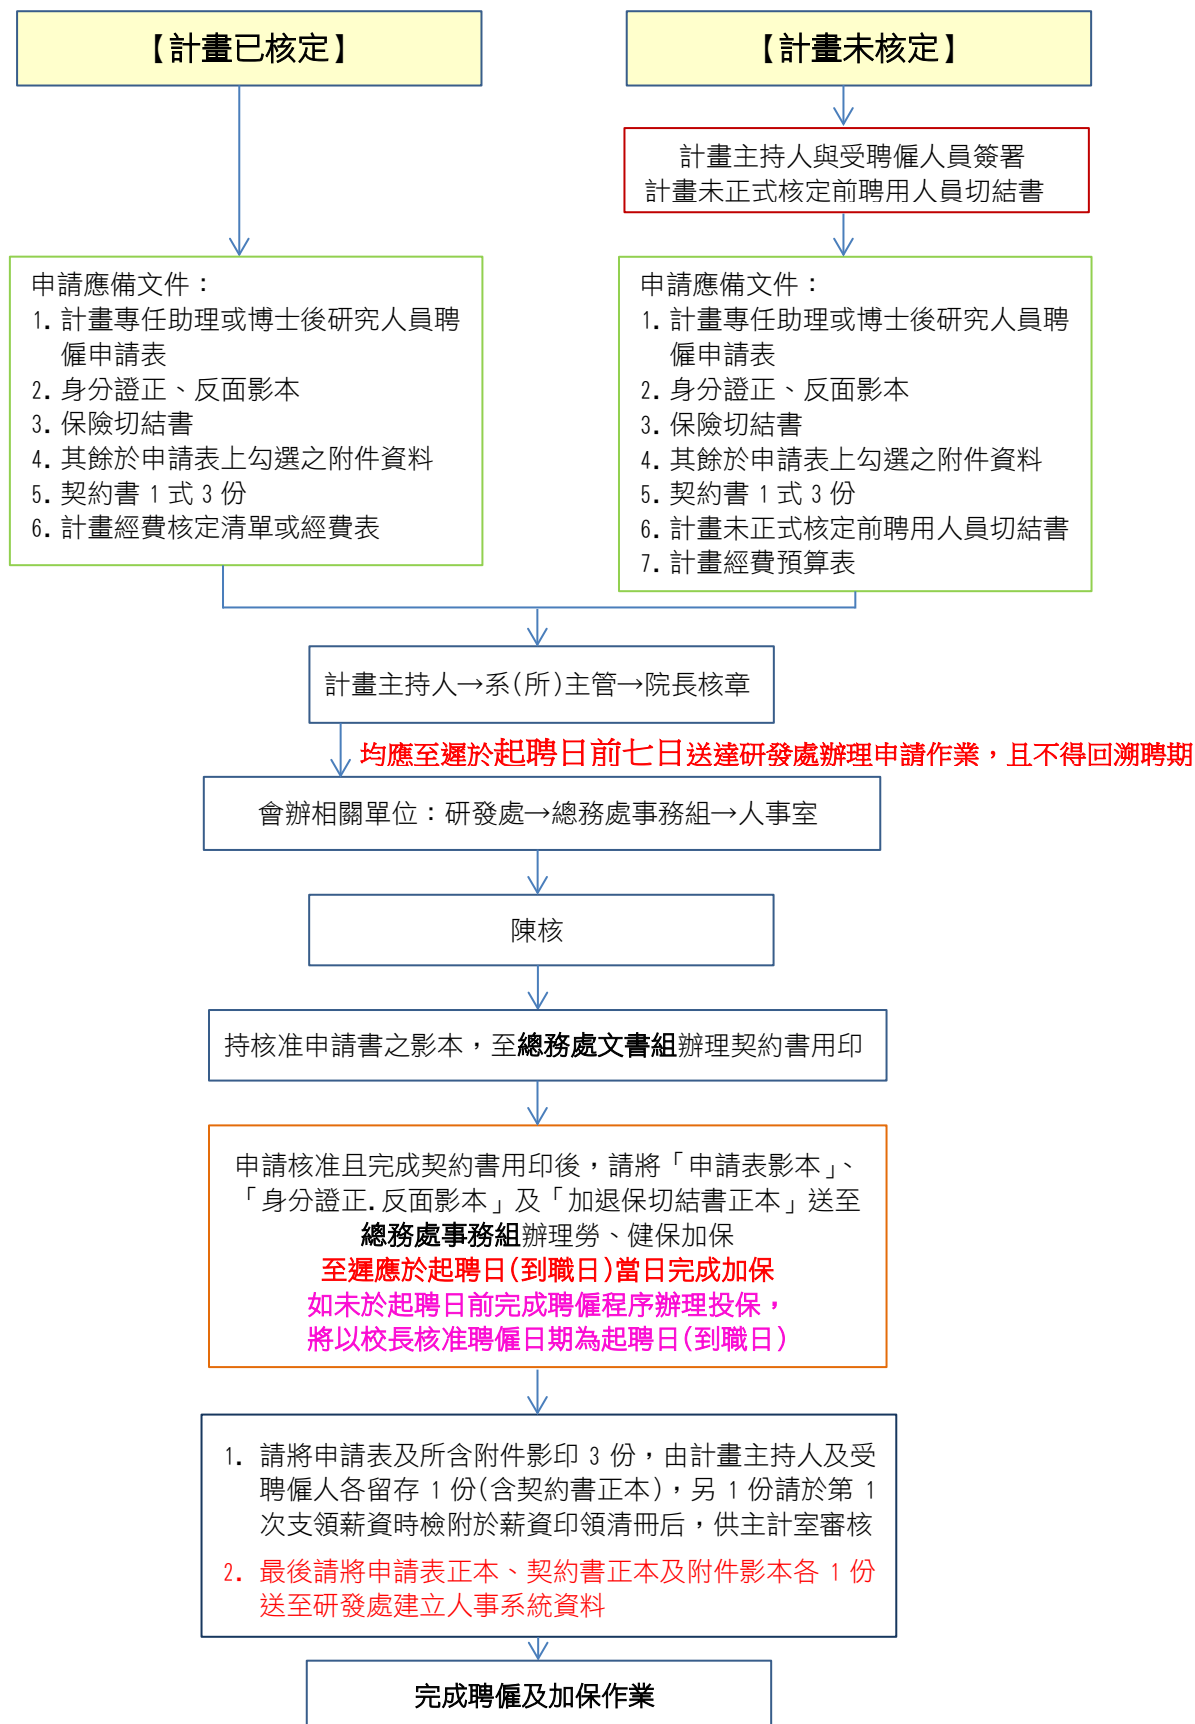 【計畫已核定】
【計畫未核定】
計畫主持人與受聘僱人員簽署
計畫未正式核定前聘用人員切結書
申請應備文件：
1. 計畫專任助理或博士後研究人員聘
僱申請表
2. 身分證正、反面影本
3. 保險切結書
4. 其餘於申請表上勾選之附件資料
5. 契約書 1 式 3 份
6. 計畫經費核定清單或經費表
申請應備文件：
1. 計畫專任助理或博士後研究人員聘
僱申請表
2. 身分證正、反面影本
3. 保險切結書
4. 其餘於申請表上勾選之附件資料
5. 契約書 1 式 3 份
6. 計畫未正式核定前聘用人員切結書
7. 計畫經費預算表
計畫主持人→系(所)主管→院長核章
均應至遲於起聘日前七日送達研發處辦理申請作業，且不得回溯聘期
會辦相關單位：研發處→總務處事務組→人事室
陳核
持核准申請書之影本，至總務處文書組辦理契約書用印
申請核准且完成契約書用印後，請將「申請表影本」、
「身分證正.反面影本」及「加退保切結書正本」送至
總務處事務組辦理勞、健保加保
至遲應於起聘日(到職日)當日完成加保
如未於起聘日前完成聘僱程序辦理投保，
將以校長核准聘僱日期為起聘日(到職日)
1. 請將申請表及所含附件影印 3 份，由計畫主持人及受
聘僱人各留存 1 份(含契約書正本)，另 1 份請於第 1
次支領薪資時檢附於薪資印領清冊后，供主計室審核
2. 最後請將申請表正本、契約書正本及附件影本各 1 份
送至研發處建立人事系統資料
完成聘僱及加保作業